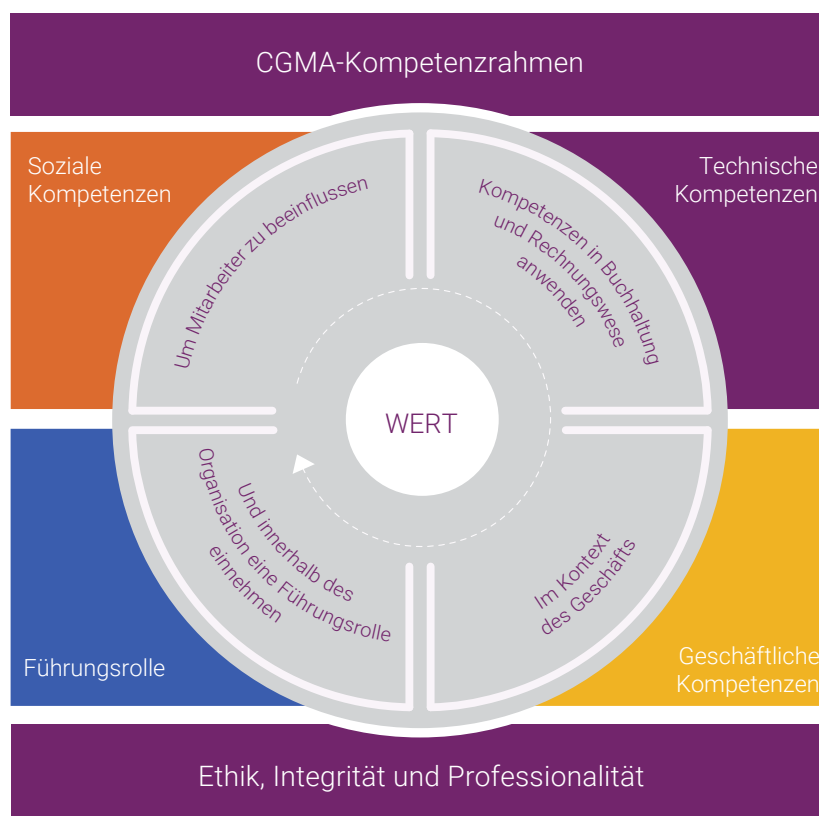 CGMA-Kompetenzrahmen
Soziale
Kompetenzen
Technische
Kompetenzen
Um Mitarbeiter zu beeinflussen
Kompetenzen in Buchhaltung
und Rechnungswese
anwenden
WERT
Und innerhalb des
Organisation eine Führungsrolle
einnehmen
Im Kontext
des Geschäfts
Führungsrolle
Geschäftliche
Kompetenzen
Ethik, Integrität und Professionalität